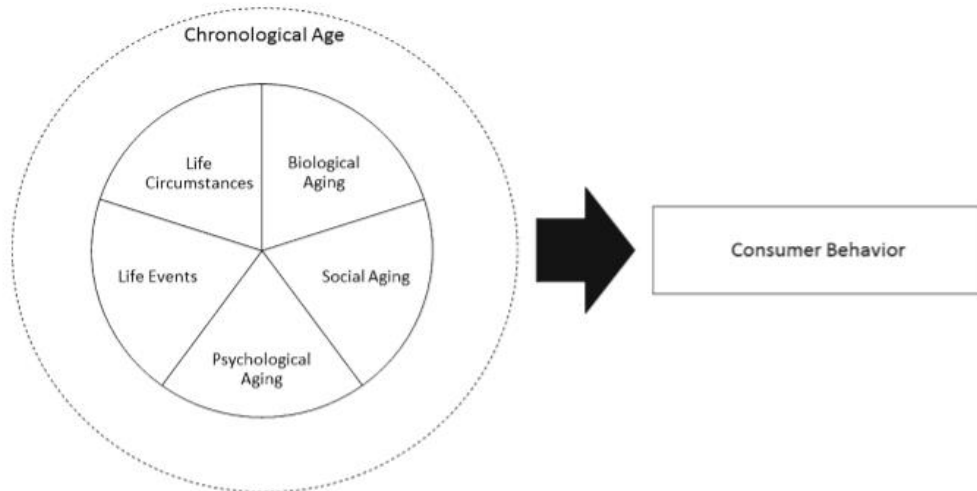 Chronological Age
Life
Circumstances
Biological
Aging
Life Events
Social Aging
Psychological
Aging
Consumer Behavior